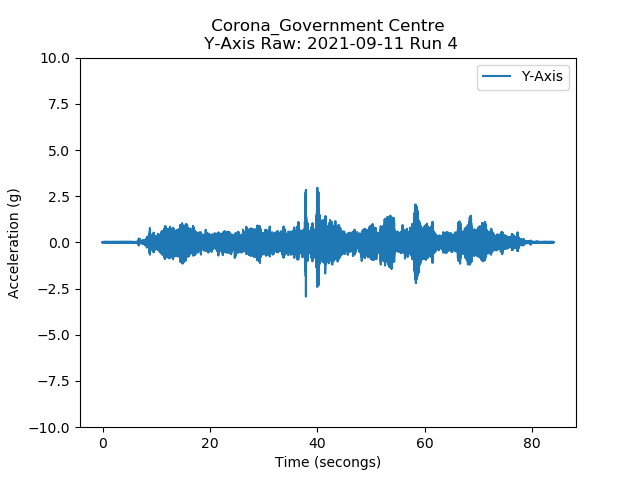 Corona_Government Centre
Y-Axis Raw: 2021-09-11 Run 4
10.0
7.5
5.0
2.5
0.0
−2.5
−5.0
−7.5
−10.0
Acceleration (g)
Y-Axis
0
20
40
60
80
Time (secongs)